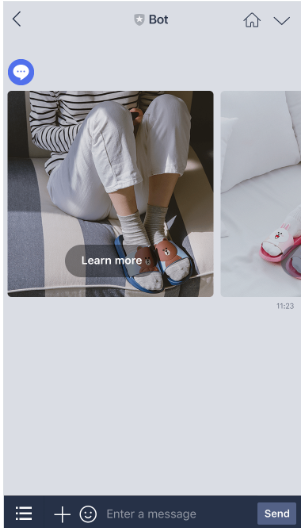 Bot
Learn more
11:23
Enter a message
Send